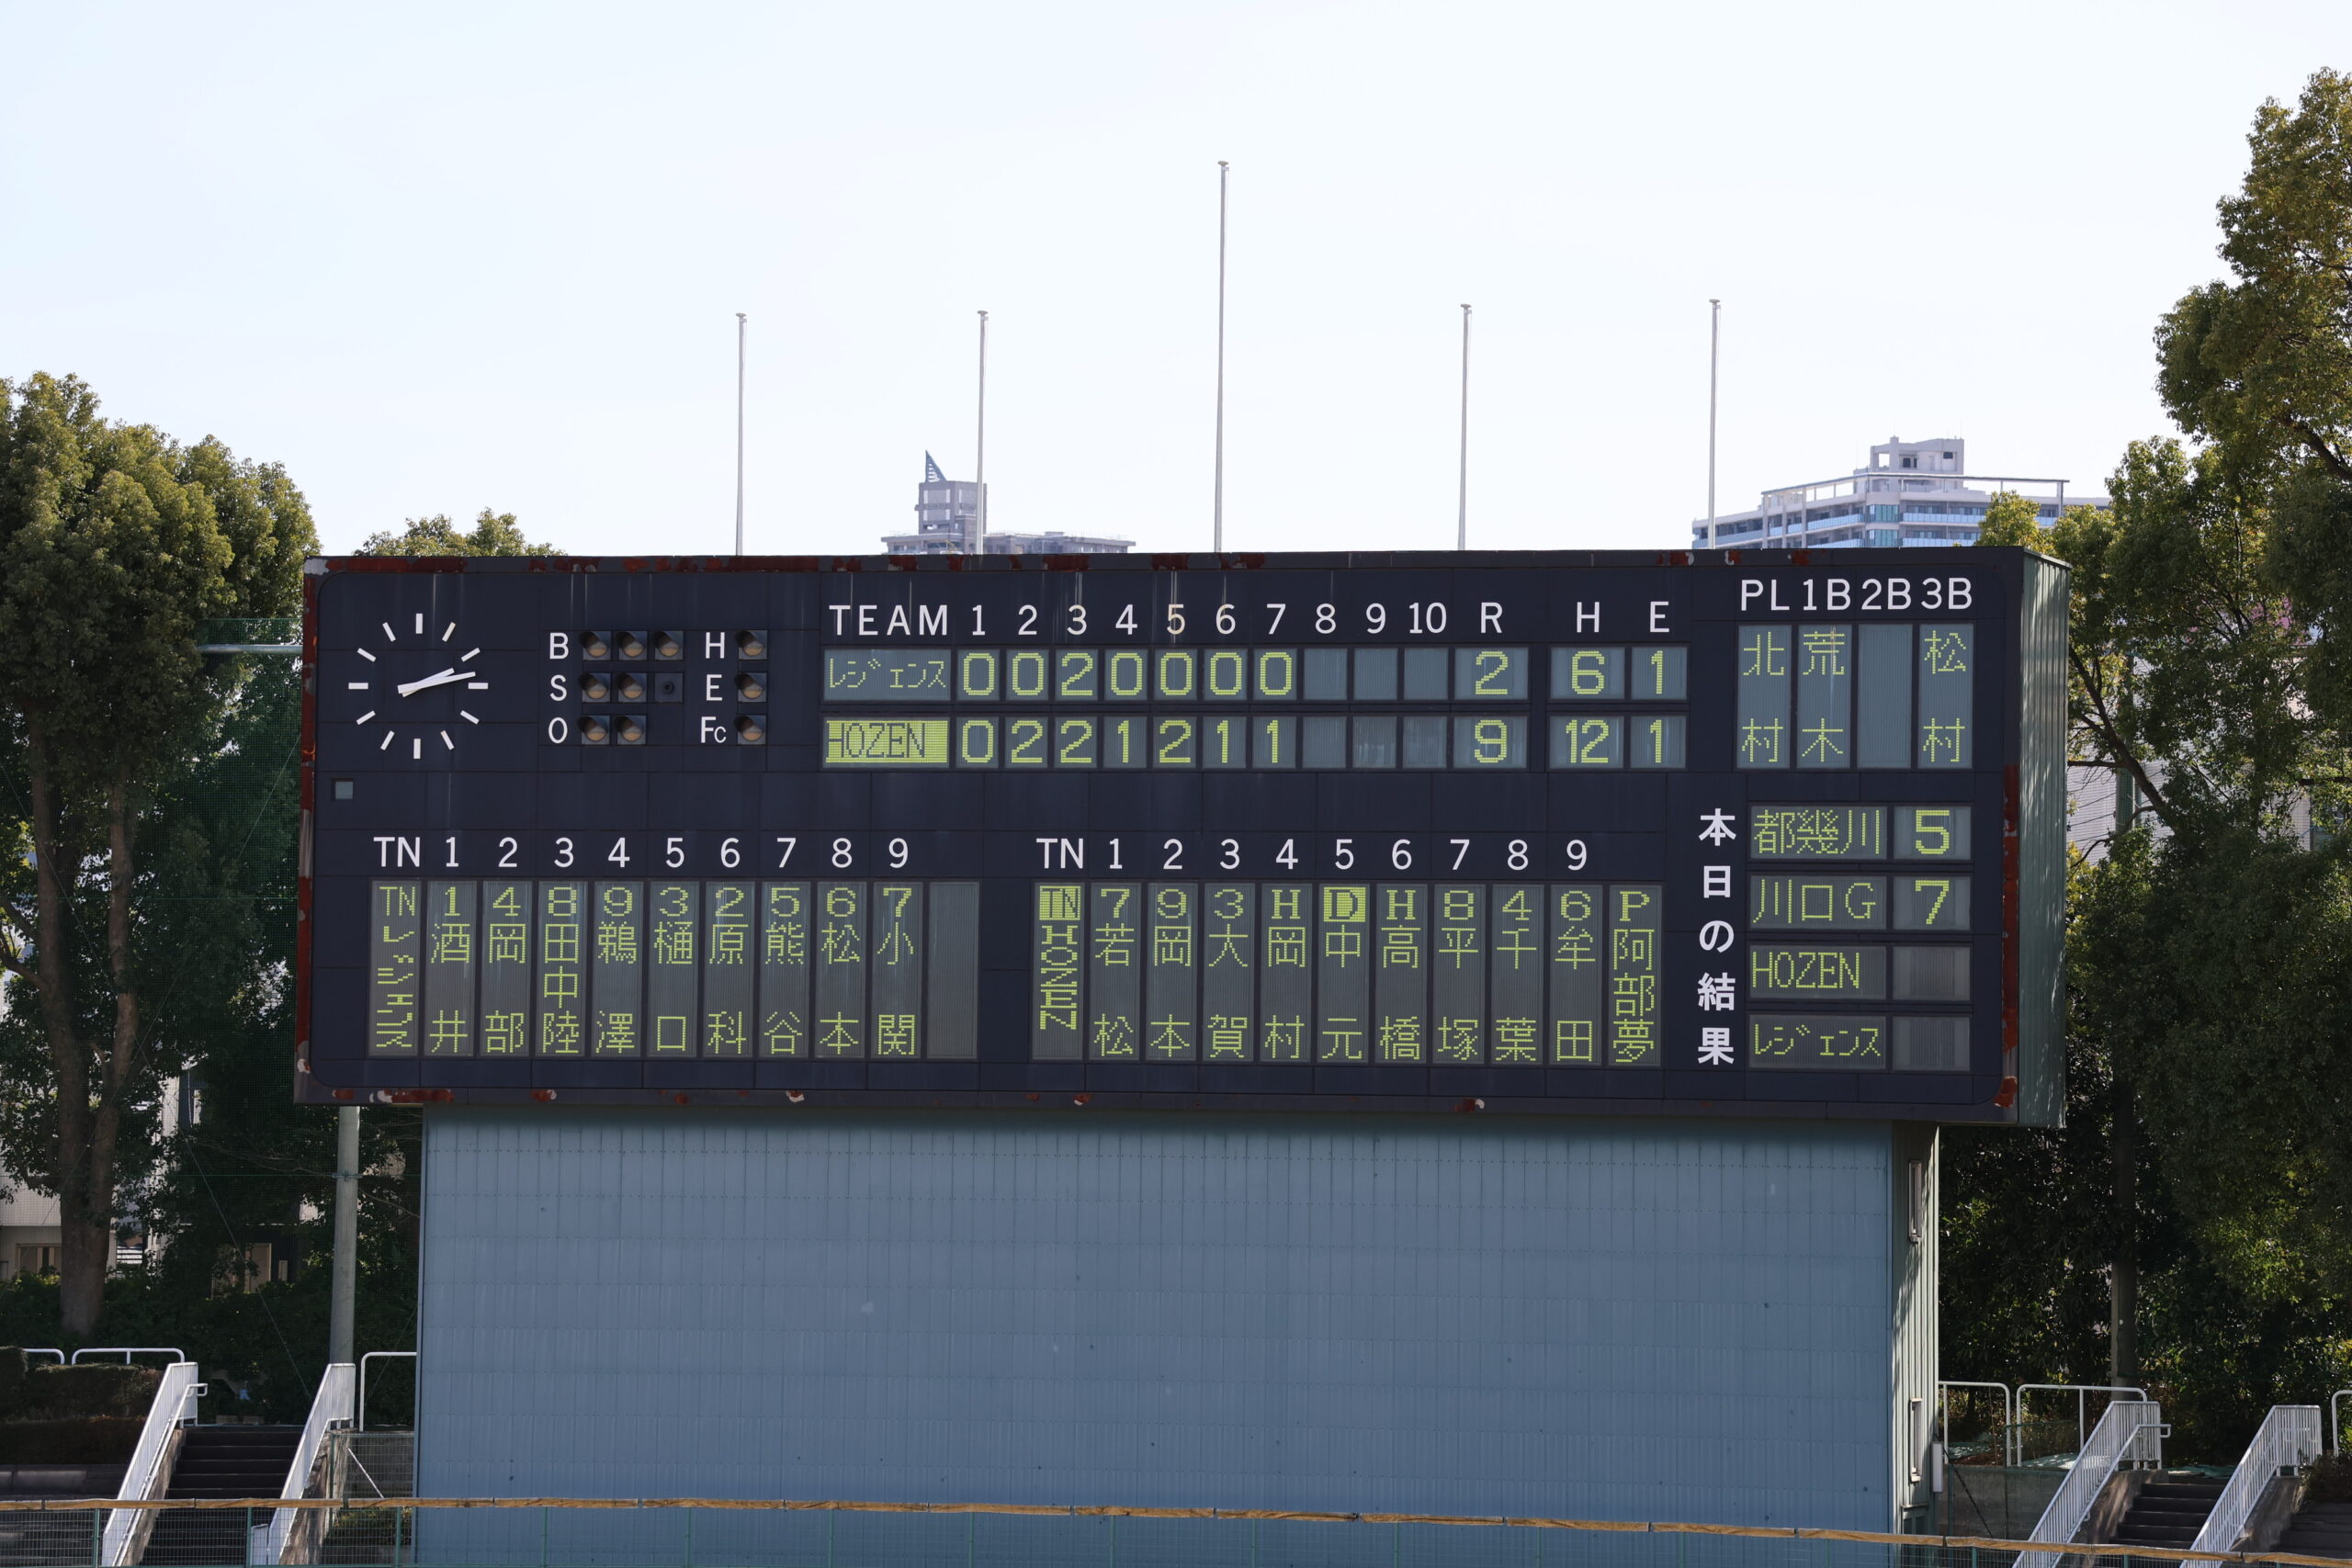 B H
S E
O Fc
TEAM 1 2 3 4 5 6 7 8 9 10 R H E
レジェンス 0 0 2 0 0 0 0 2 6 1
HOZEN 0 2 2 1 2 1 1 9 12 1
PL 1B 2B 3B
北村 荒木 松村
TN 1 2 3 4 5 6 7 8 9
TN 1 4 8 9 3 2 5 6 7
レジェンス 酒井 岡部 田中陸 鵜澤 樋口 原科 熊谷 松本 小関
TN 1 2 3 4 5 6 7 8 9
TN 7 9 3 H D H 8 4 6 P
HOZEN 若松 岡本 大賀 岡村 中元 高橋 平塚 千葉 牟田 阿部夢
本日の結果
都幾川 5
川口G 7
HOZEN
レジェンス